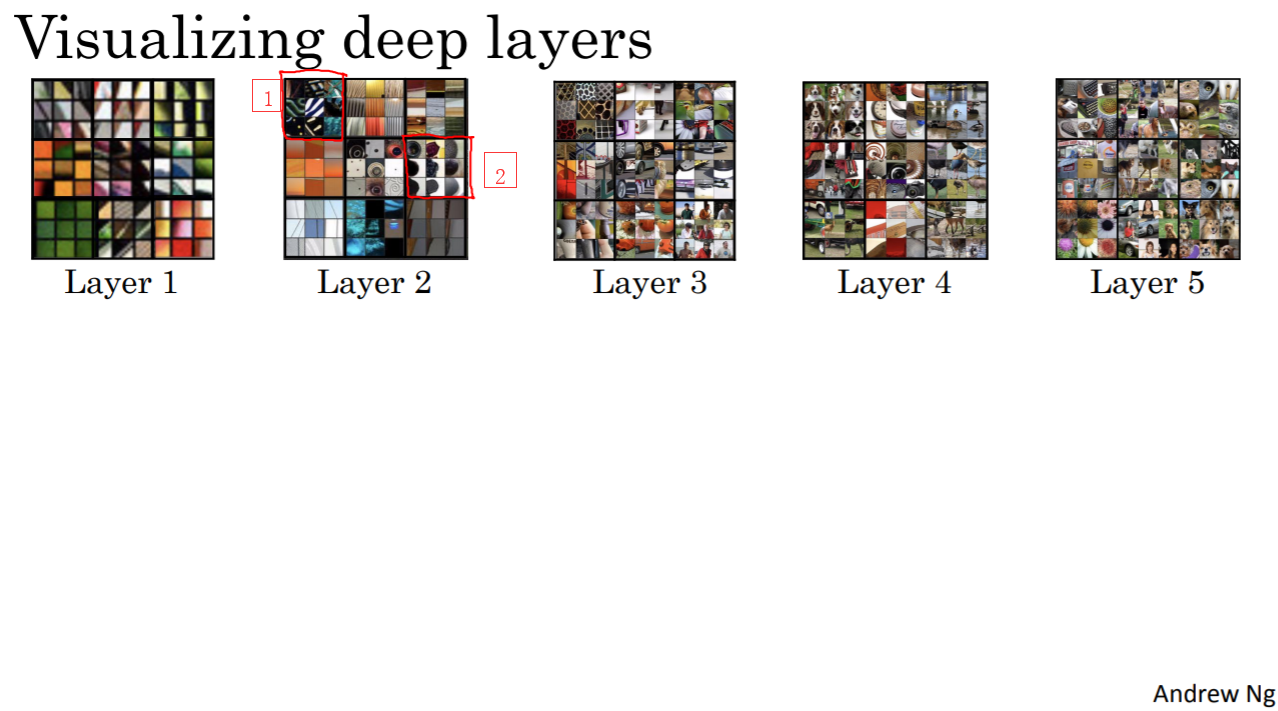 Visualizing deep layers
1
2
Layer 1
Layer 2
Layer 3
Layer 4
Layer 5
Andrew Ng